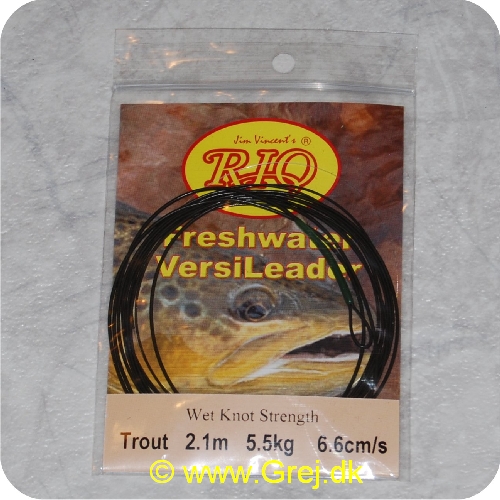 Jim Vincent's ®
RIO
Freshwater
VersiLeader
Wet Knot Strength
Trout 2.1m 5.5kg 6.6cm/s
© www.Grej.dk